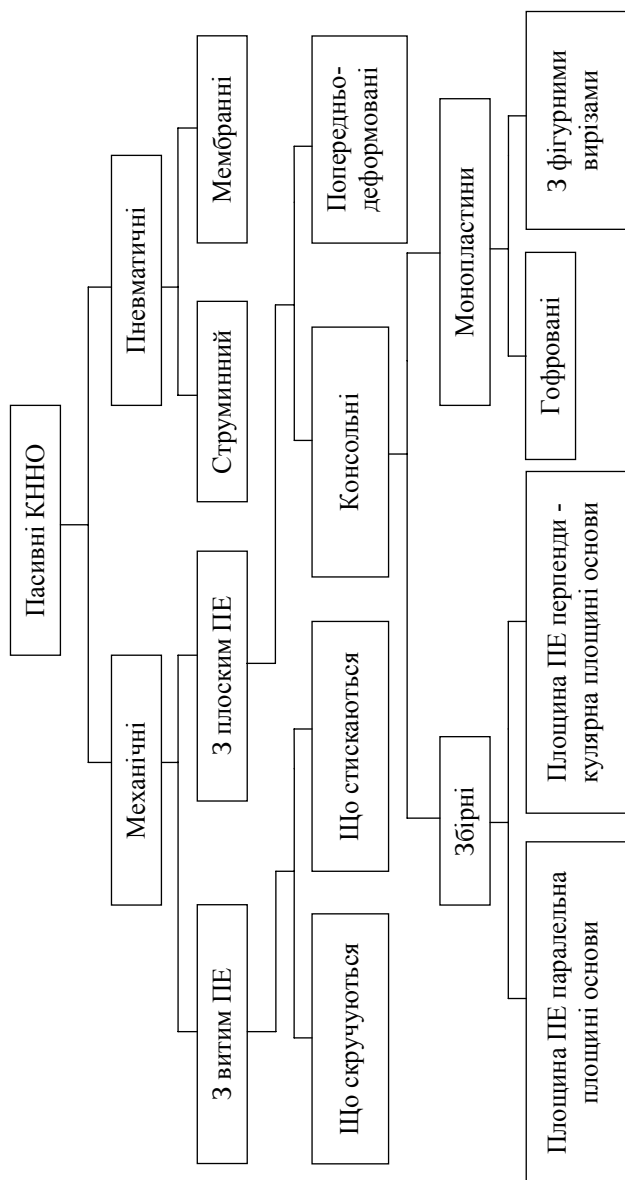 Пасивні КННО
Механічні
Пневматичні
З витим ПЕ
З плоским ПЕ
Струминний
Мембранні
Що скручуються
Що стискаються
Консольні
Попередньо-
деформовані
Збірні
Монопластини
Площина ПЕ паралельна
площині основи
Площина ПЕ перпенди -
кулярна площині основи
Гофровані
З фігурними
вирізами